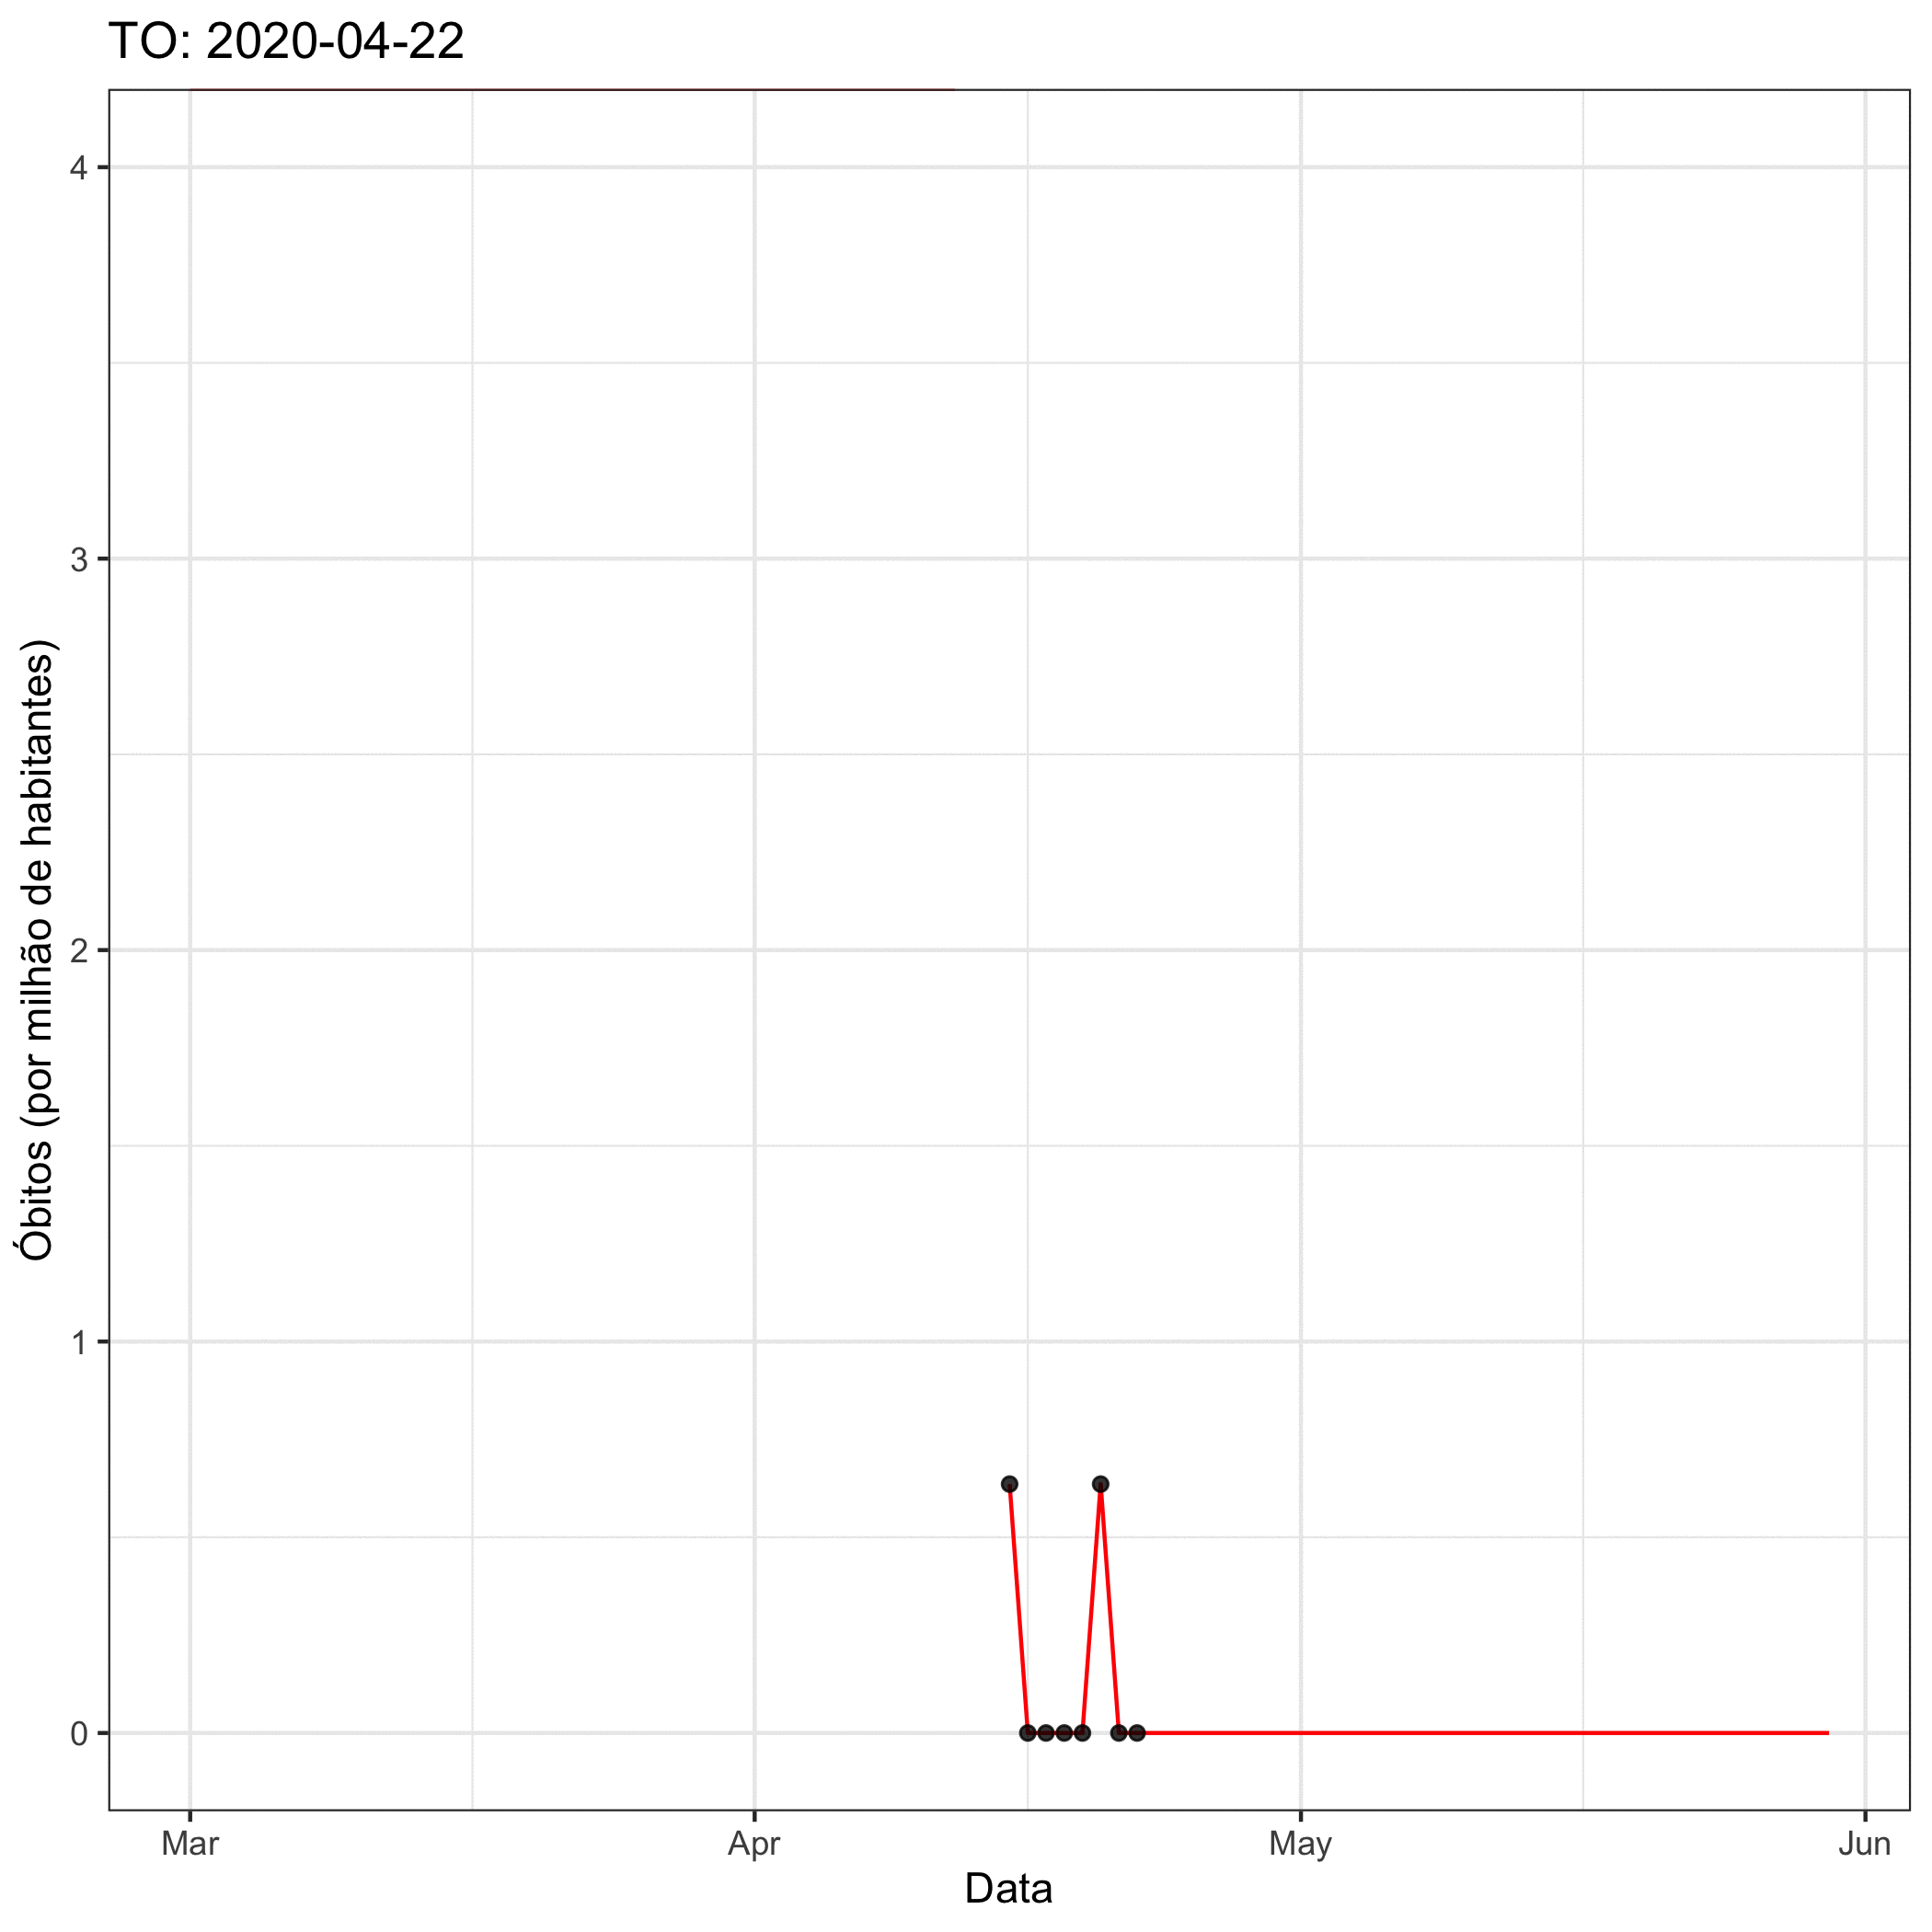 TO: 2020-04-22
Óbitos (por milhão de habitantes)
4
3
2
1
0
Mar Apr May Jun
Data